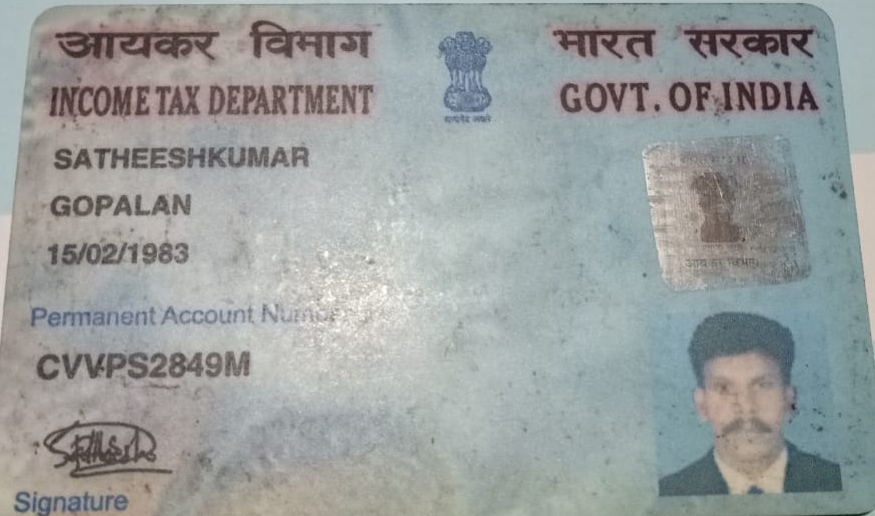 आयकर विभाग
भारत सरकार
INCOME TAX DEPARTMENT
GOVT. OF INDIA
सत्यमेव जयते
SATHEESHKUMAR
GOPALAN
15/02/1983
Permanent Account Number
CVVPS2849M
Signature